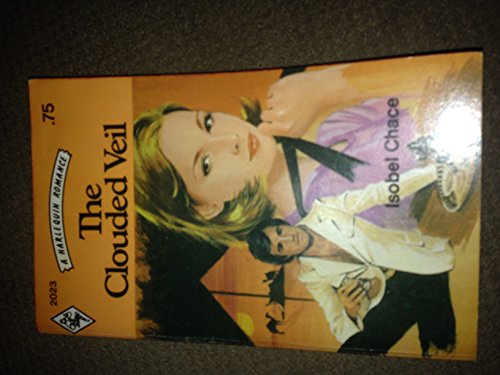 .75
A HARLEQUIN ROMANCE
2023
The
Clouded Veil
Isobel Chace